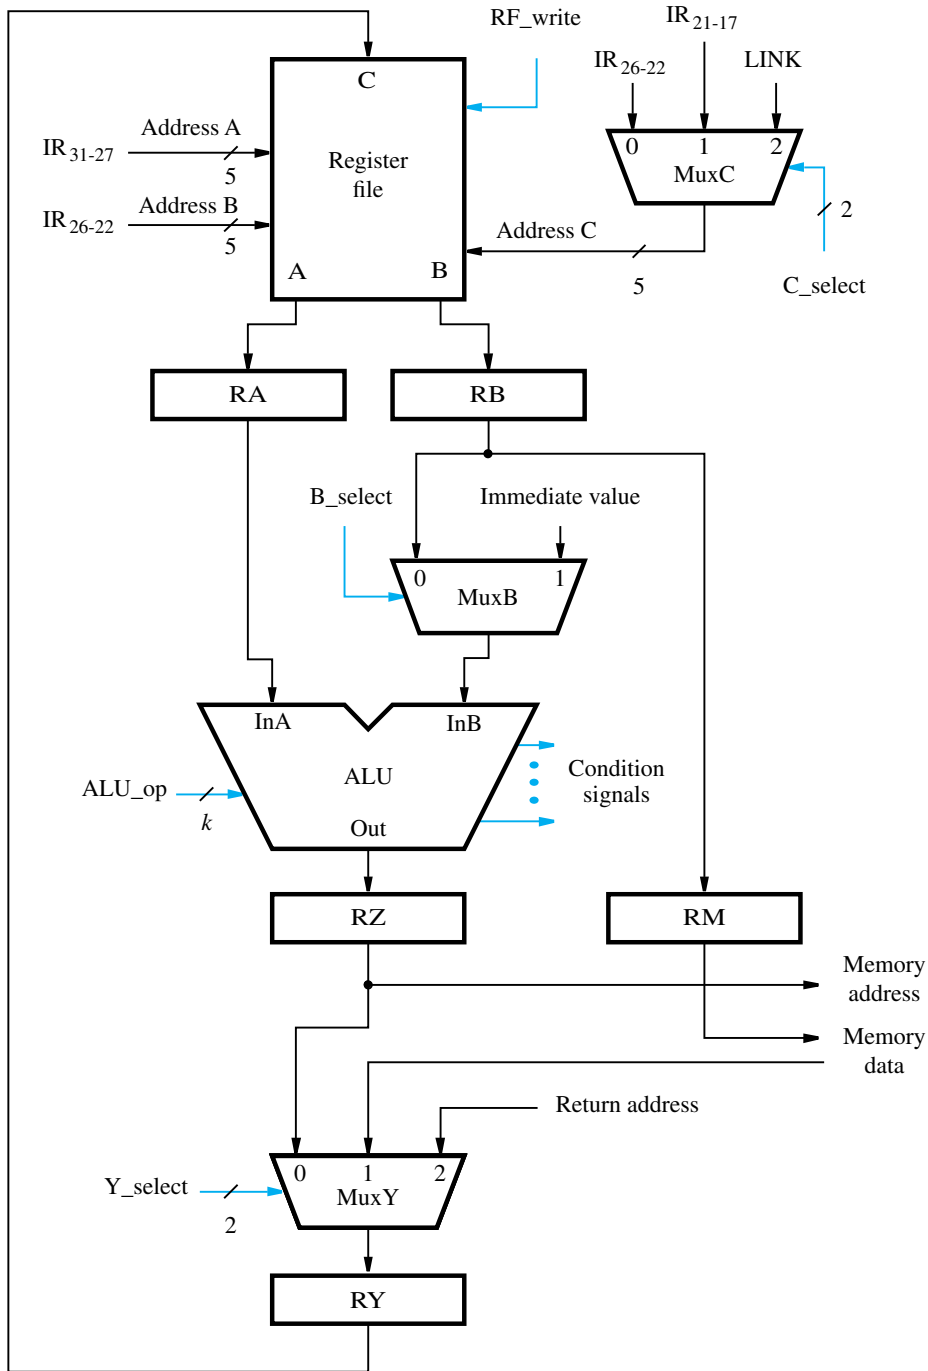 RF_write
IR21-17
IR26-22
LINK
C
Address A
IR31-27
5
Register
file
0 1 2
MuxC
Address B
IR26-22
5
2
Address C
5
C_select
A
B
RA
RB
B_select
Immediate value
0 1
MuxB
InA
InB
ALU
ALU_op
k
Condition
signals
Out
RZ
RM
Memory
address
Memory
data
Return address
0 1 2
Y_select
MuxY
2
RY